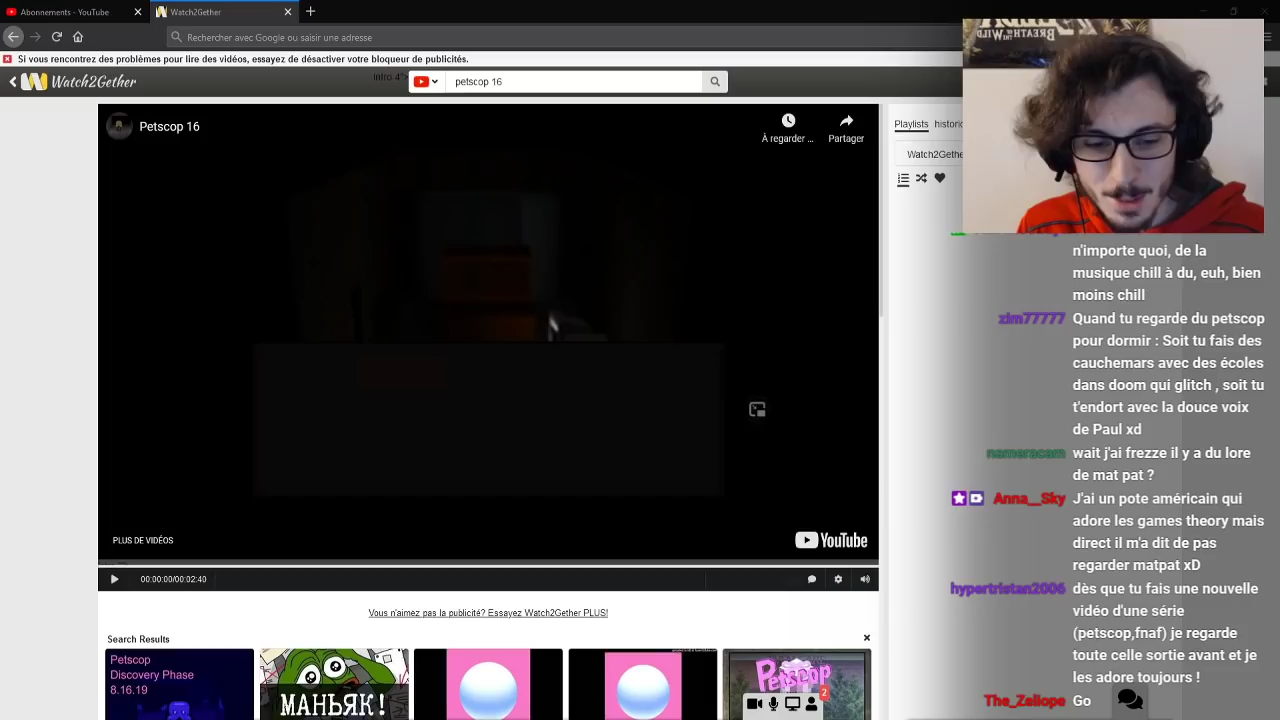 Abonnements - YouTube
Watch2Gether
Rechercher avec Google ou saisir une adresse
Si vous rencontrez des problèmes pour lire des vidéos, essayez de désactiver votre bloqueur de publicités.
Watch2Gether
intro 4">
petscop 16
Petscop 16
À regarder ...
Partager
PLUS DE VIDÉOS
YouTube
00:00:00/00:02:40
Vous n'aimez pas la publicité? Essayez Watch2Gether PLUS!
Search Results
Petscop
Discovery Phase
8.16.19
МАНЬЯК!
Petscop
2
Playlists
historic
Watch2Gethe
n'importe quoi, de la
musique chill à du, euh, bien
moins chill
zim77777 Quand tu regarde du petscop
pour dormir : Soit tu fais des
cauchemars avec des écoles
dans doom qui glitch , soit tu
t'endort avec la douce voix
de Paul xd
nameracam wait j'ai frezze il y a du lore
de mat pat ?
Anna__Sky J'ai un pote américain qui
adore les games theory mais
direct il m'a dit de pas
regarder matpat xD
hypertristan2006 dès que tu fais une nouvelle
vidéo d'une série
(petscop,fnaf) je regarde
toute celle sortie avant et je
les adore toujours !
The_Zeliope Go